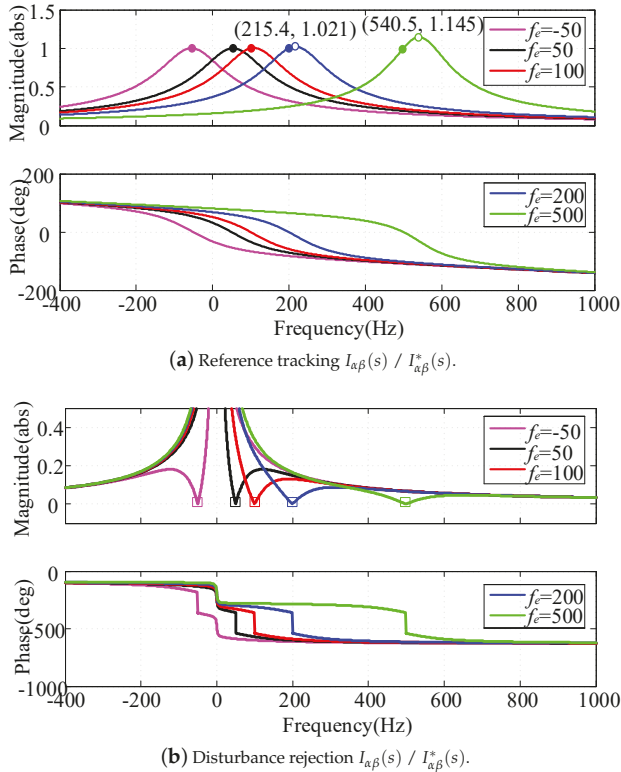 (215.4, 1.021)
(540.5, 1.145)
Magnitude(abs)
1.5
1
0.5
0
fe=-50
fe=50
fe=100
Phase(deg)
200
0
-200
fe=200
fe=500
-400 -200 0 200 400 600 800 1000
Frequency(Hz)
(a) Reference tracking Iαβ(s) / I*αβ(s).
Magnitude(abs)
0.4
0.2
0
fe=-50
fe=50
fe=100
Phase(deg)
0
-500
-1000
fe=200
fe=500
-400 -200 0 200 400 600 800 1000
Frequency(Hz)
(b) Disturbance rejection Iαβ(s) / I*αβ(s).